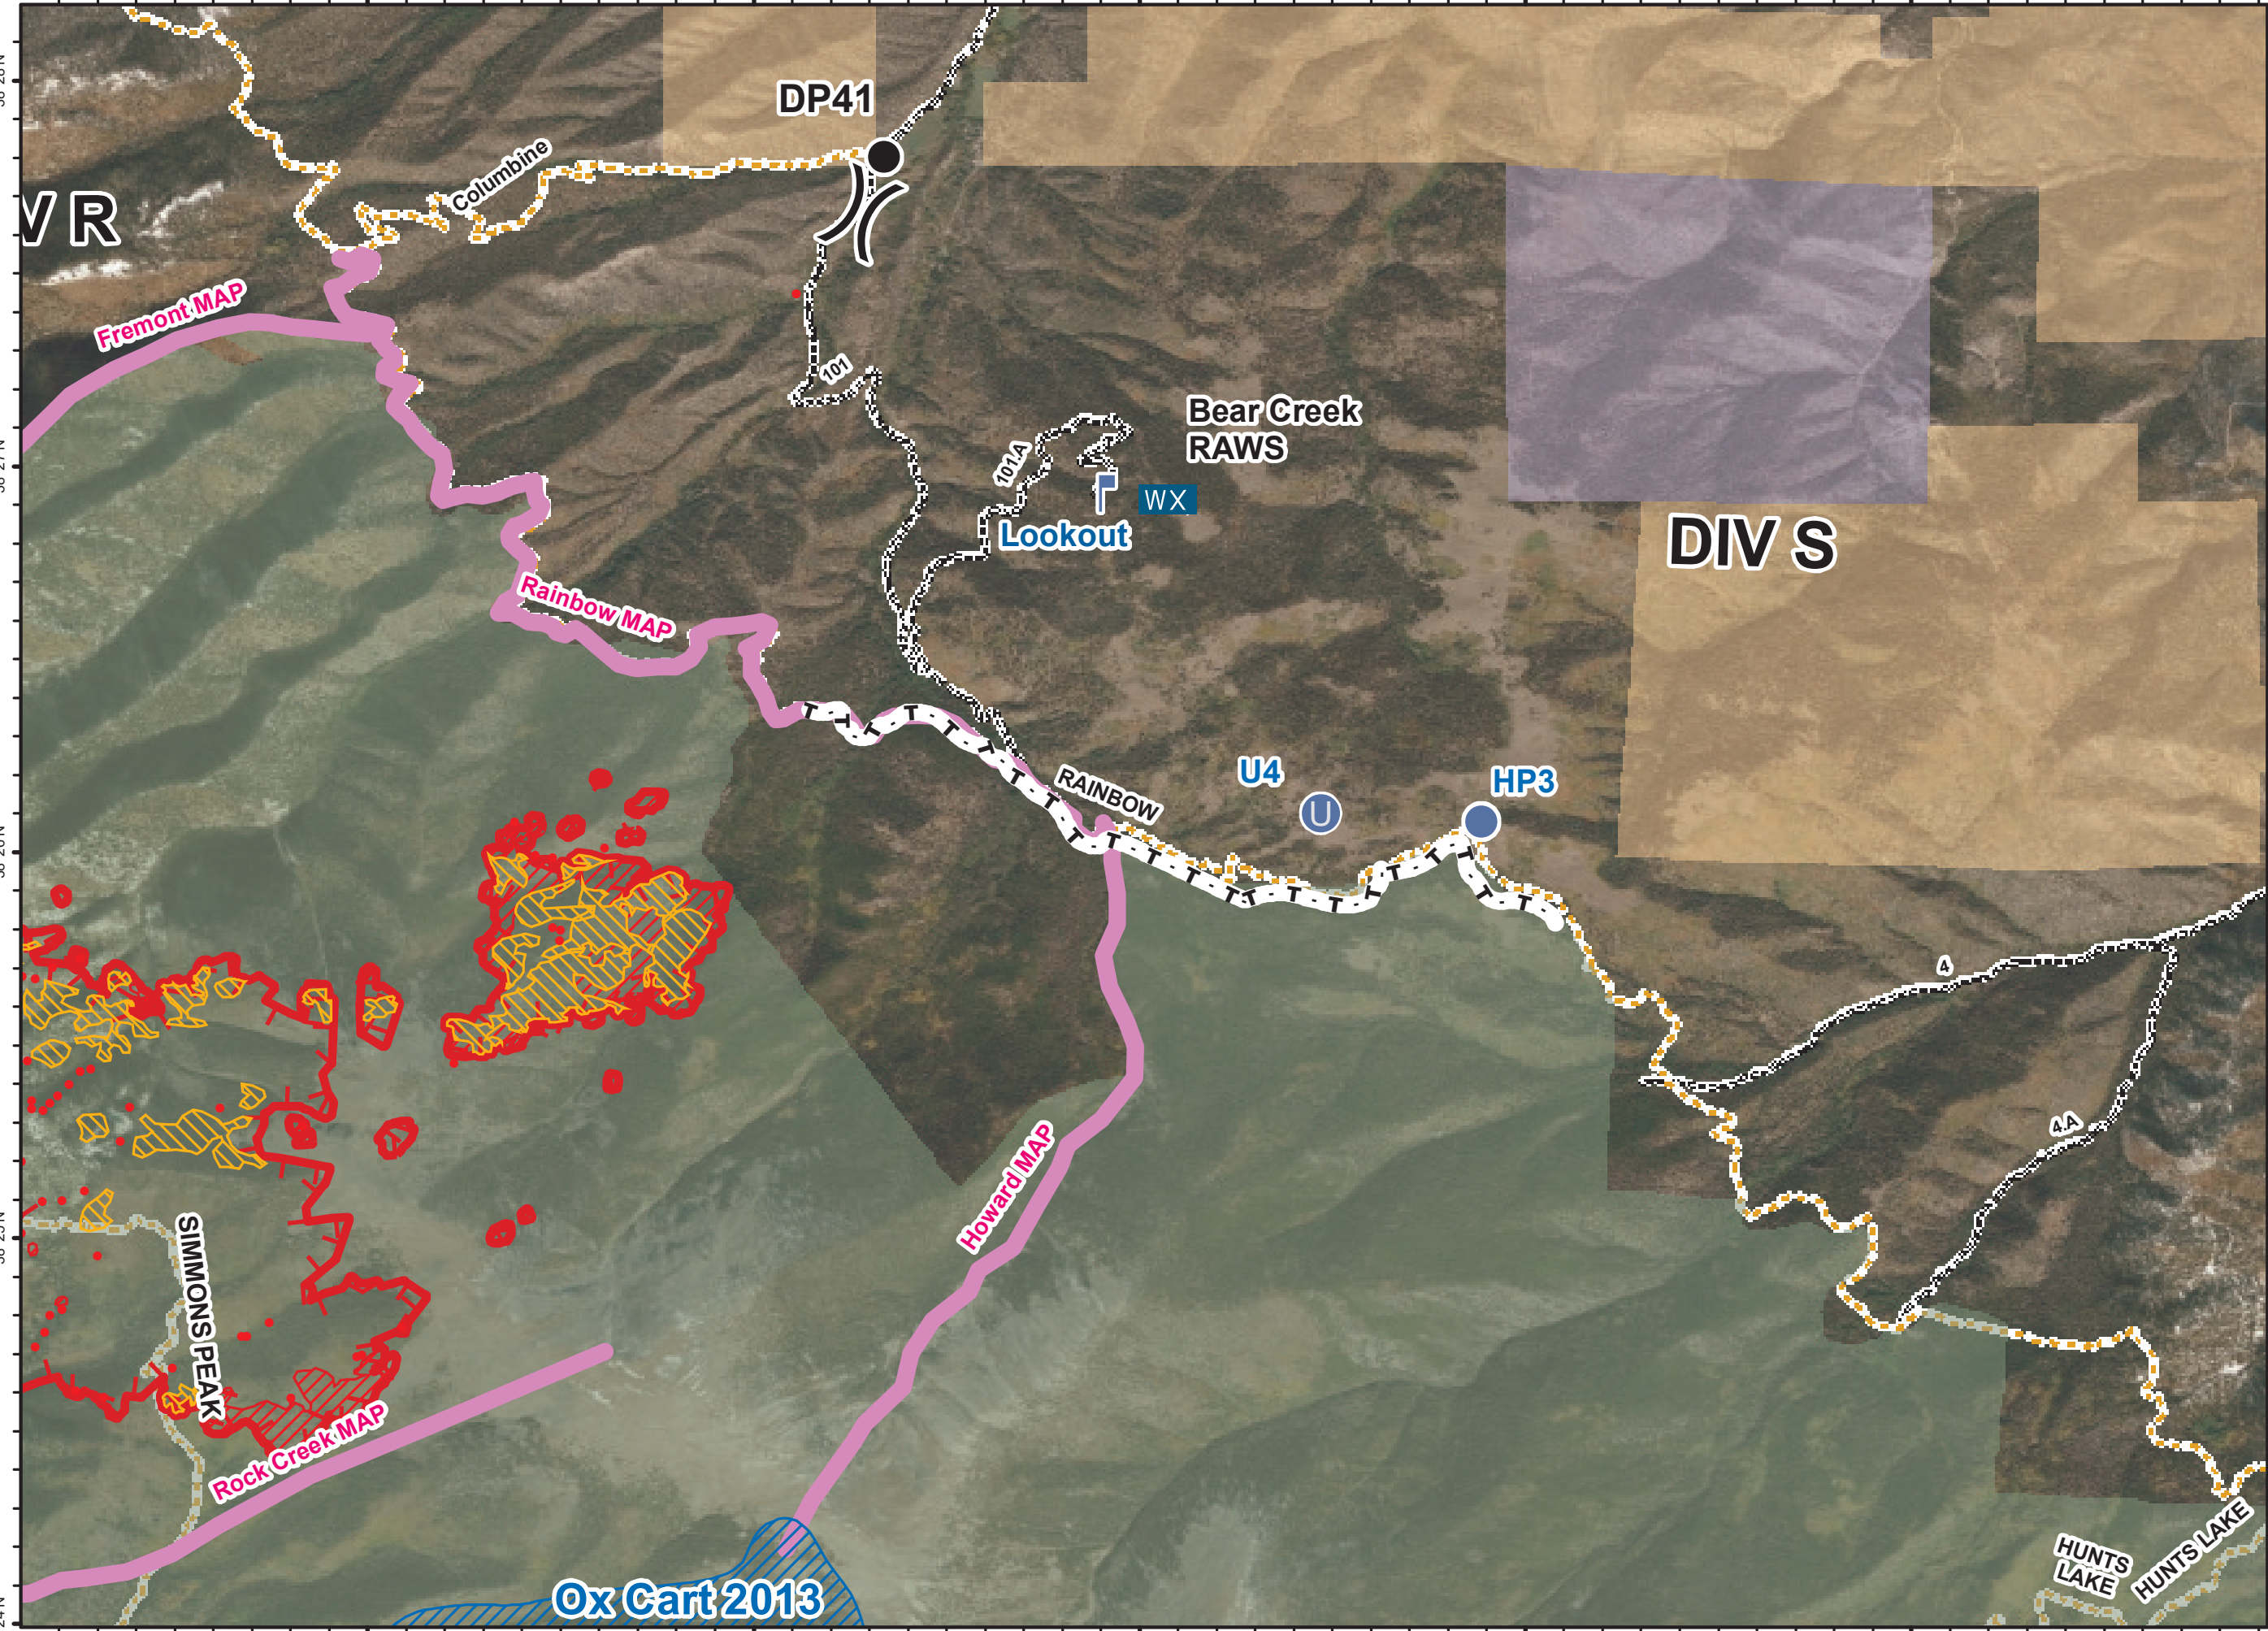 DP41
Columbine
V R
Fremont MAP
101
Bear Creek
RAWS
101.A
WX
Lookout
DIV S
Rainbow MAP
T T T T T T T T T T T T T T T T T T T T T
RAINBOW
U4
U
HP3
4
4.A
Howard MAP
SIMMONS PEAK
Rock Creek MAP
Ox Cart 2013
HUNTS
LAKE
HUNTS LAKE